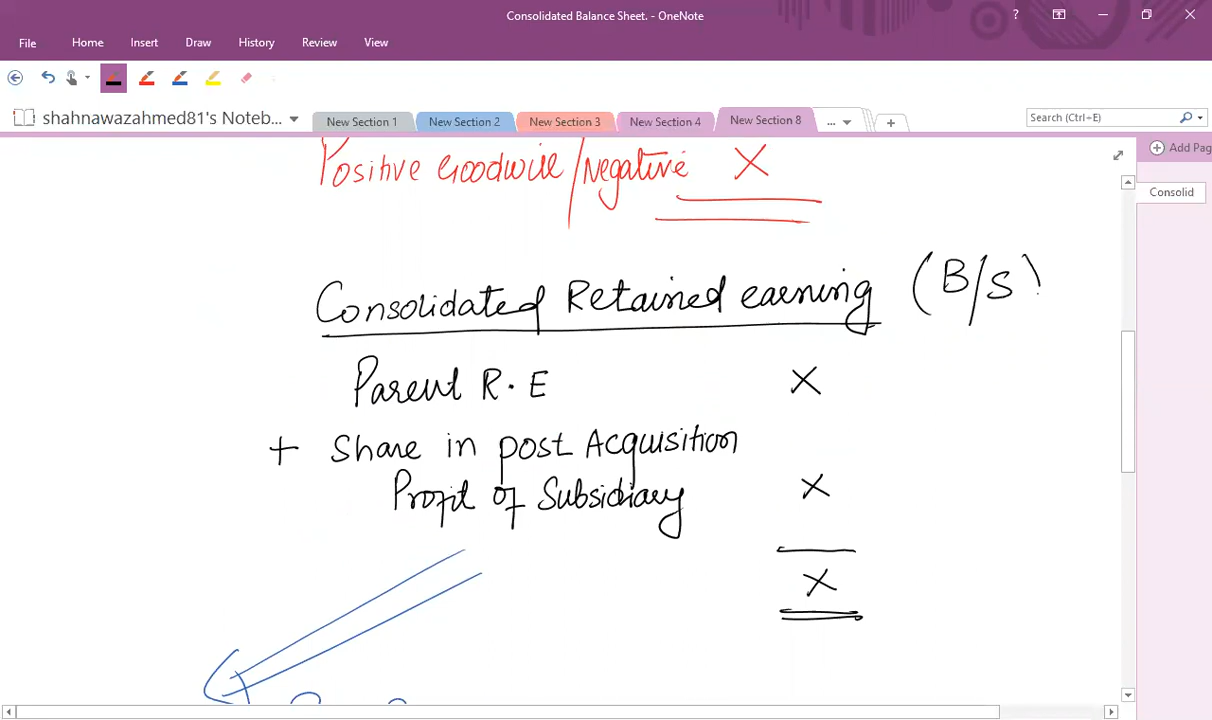 Consolidated Balance Sheet. - OneNote
?
File Home Insert Draw History Review View
shahnawazahmed81's Noteb... New Section 1 New Section 2 New Section 3 New Section 4 New Section 8 ... + Search (Ctrl+E)
Add Pag
Consolid
Positive Goodwill/Negative X
Consolidated Retained earning (B/S)
Parent R.E X
+ Share in post Acquisition
Profit of Subsidiary X
X